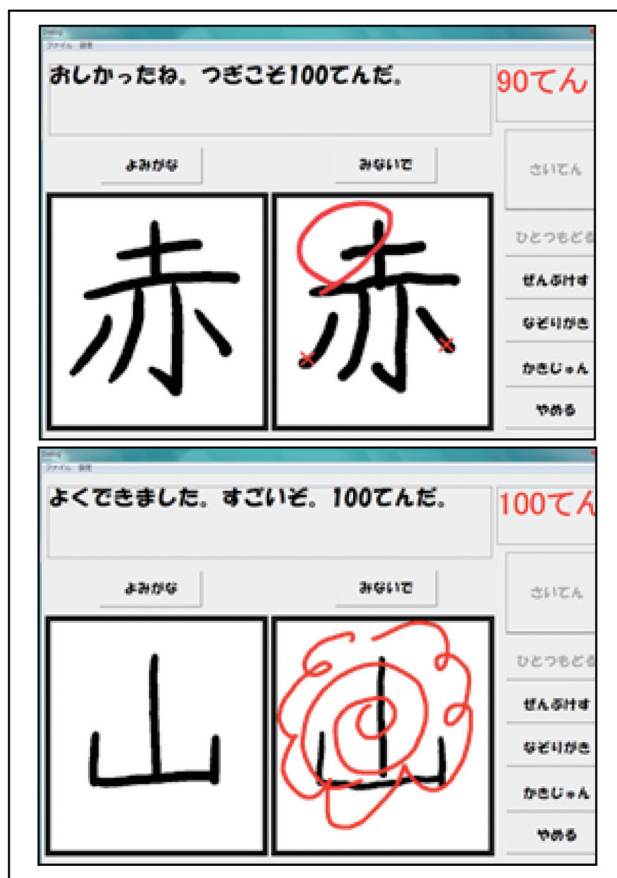 Dialog
ファイル 設定
おしかったね。つぎこそ100てんだ。
90てん
よみがな
みないで
さいてん
ひとつもどる
ぜんぶけす
なぞりがき
かきじゅん
やめる
赤
赤
Dialog
ファイル 設定
よくできました。すごいぞ。100てんだ。
100てん
よみがな
みないで
さいてん
ひとつもどる
ぜんぶけす
なぞりがき
かきじゅん
やめる
山
山